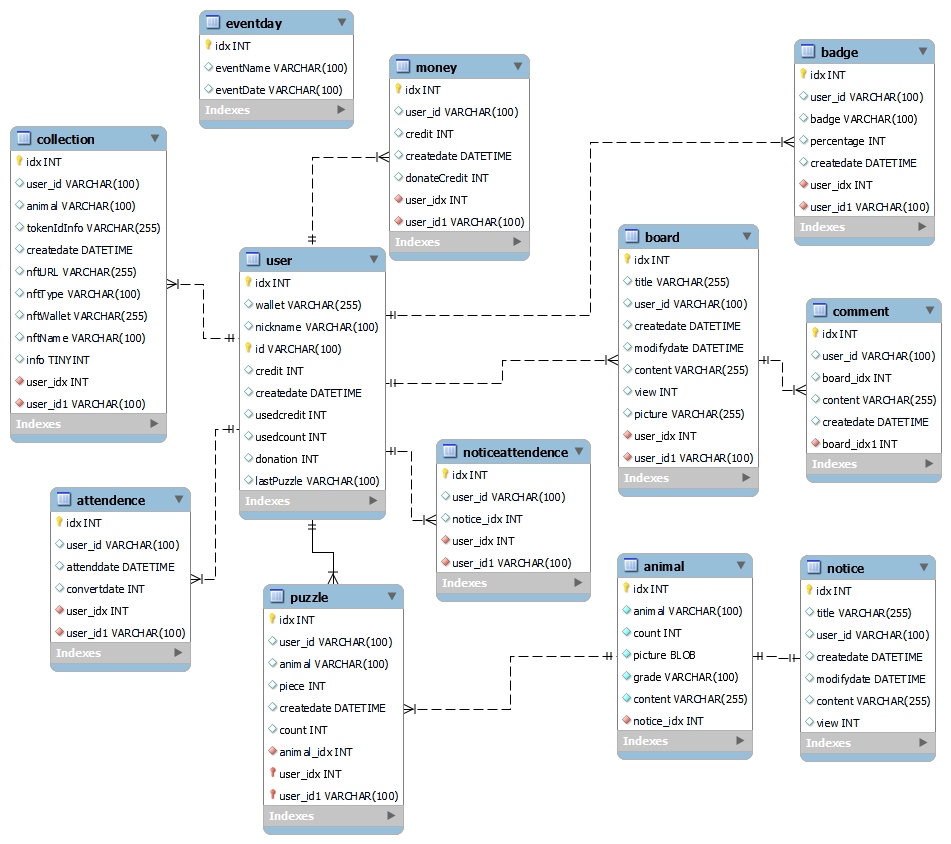 eventday
idx INT
eventName VARCHAR(100)
eventDate VARCHAR(100)
Indexes
money
idx INT
user_id VARCHAR(100)
credit INT
createdate DATETIME
donateCredit INT
user_idx INT
user_id1 VARCHAR(100)
Indexes
badge
idx INT
user_id VARCHAR(100)
badge VARCHAR(100)
percentage INT
createdate DATETIME
user_idx INT
user_id1 VARCHAR(100)
Indexes
collection
idx INT
user_id VARCHAR(100)
animal VARCHAR(100)
tokenIdInfo VARCHAR(255)
createdate DATETIME
nftURL VARCHAR(255)
nftType VARCHAR(100)
nftWallet VARCHAR(255)
nftName VARCHAR(100)
info TINYINT
user_idx INT
user_id1 VARCHAR(100)
Indexes
user
idx INT
wallet VARCHAR(255)
nickname VARCHAR(100)
id VARCHAR(100)
credit INT
createdate DATETIME
usedcredit INT
usedcount INT
donation INT
lastPuzzle VARCHAR(100)
Indexes
board
idx INT
title VARCHAR(255)
user_id VARCHAR(100)
createdate DATETIME
modifydate DATETIME
content VARCHAR(255)
view INT
picture VARCHAR(255)
user_idx INT
user_id1 VARCHAR(100)
Indexes
comment
idx INT
user_id VARCHAR(100)
board_idx INT
content VARCHAR(255)
createdate DATETIME
board_idx1 INT
Indexes
attendence
idx INT
user_id VARCHAR(100)
attenddate DATETIME
convertdate INT
user_idx INT
user_id1 VARCHAR(100)
Indexes
noticeattendence
idx INT
user_id VARCHAR(100)
notice_idx INT
user_idx INT
user_id1 VARCHAR(100)
Indexes
puzzle
idx INT
user_id VARCHAR(100)
animal VARCHAR(100)
piece INT
createdate DATETIME
count INT
animal_idx INT
user_idx INT
user_id1 VARCHAR(100)
Indexes
animal
idx INT
animal VARCHAR(100)
count INT
picture BLOB
grade VARCHAR(100)
content VARCHAR(255)
notice_idx INT
Indexes
notice
idx INT
title VARCHAR(255)
user_id VARCHAR(100)
createdate DATETIME
modifydate DATETIME
content VARCHAR(255)
view INT
Indexes